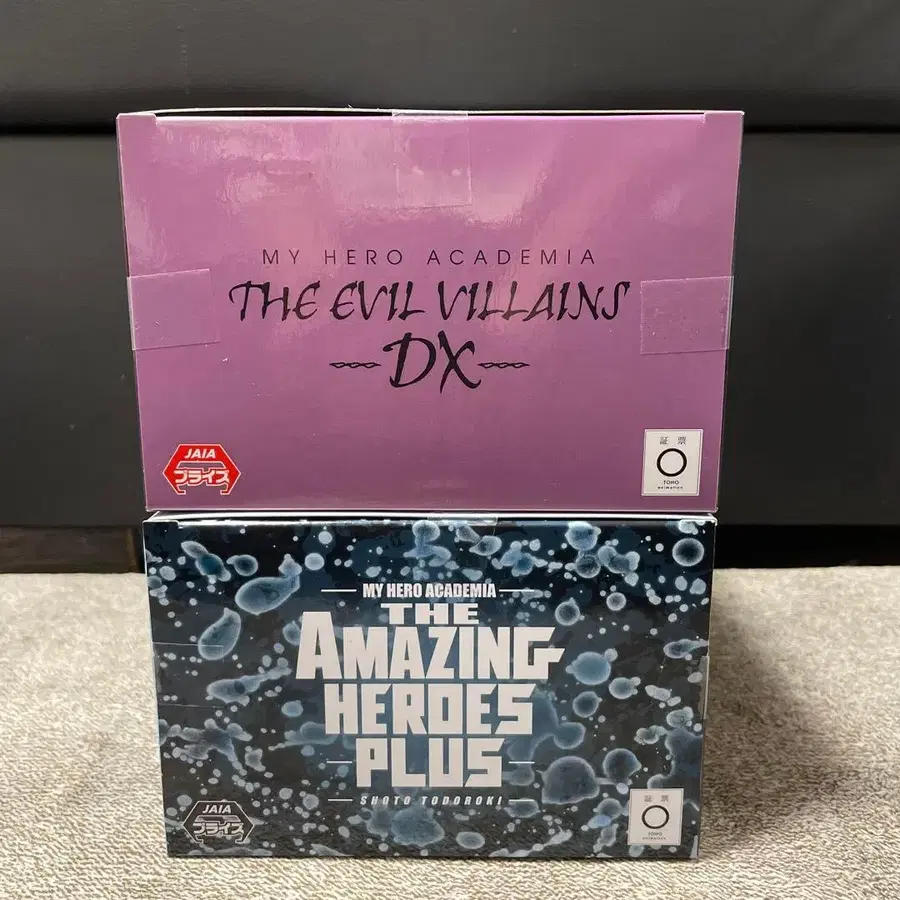 MY HERO ACADEMIA
THE EVIL VILLAINS
DX
JAIA
プライズ
証票
TOHO
animation
MY HERO ACADEMIA
THE
AMAZING
HEROES
PLUS
SHOTO TODOROKI
JAIA
プライズ
証票
TOHO
animation